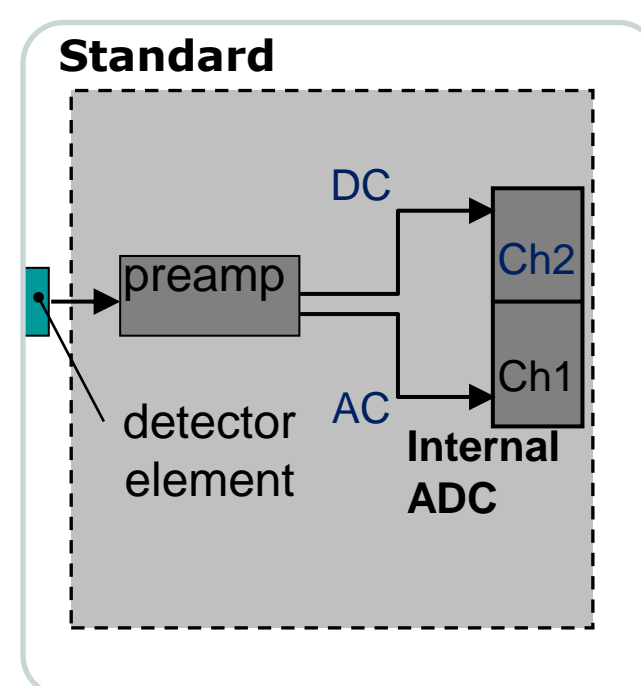 Standard
DC
preamp
Ch2
Ch1
AC
detector
element
Internal
ADC